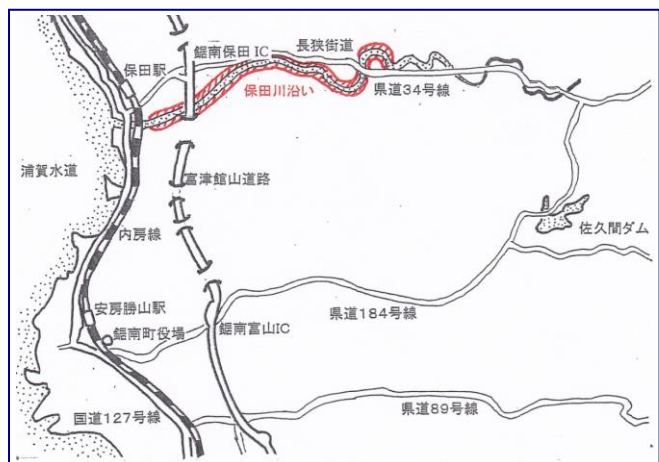 鋸南保田IC
長狭街道
保田駅
保田川沿い
県道34号線
浦賀水道
富津館山道路
佐久間ダム
内房線
安房勝山駅
鋸南町役場
鋸南富山IC
県道184号線
国道127号線
県道89号線